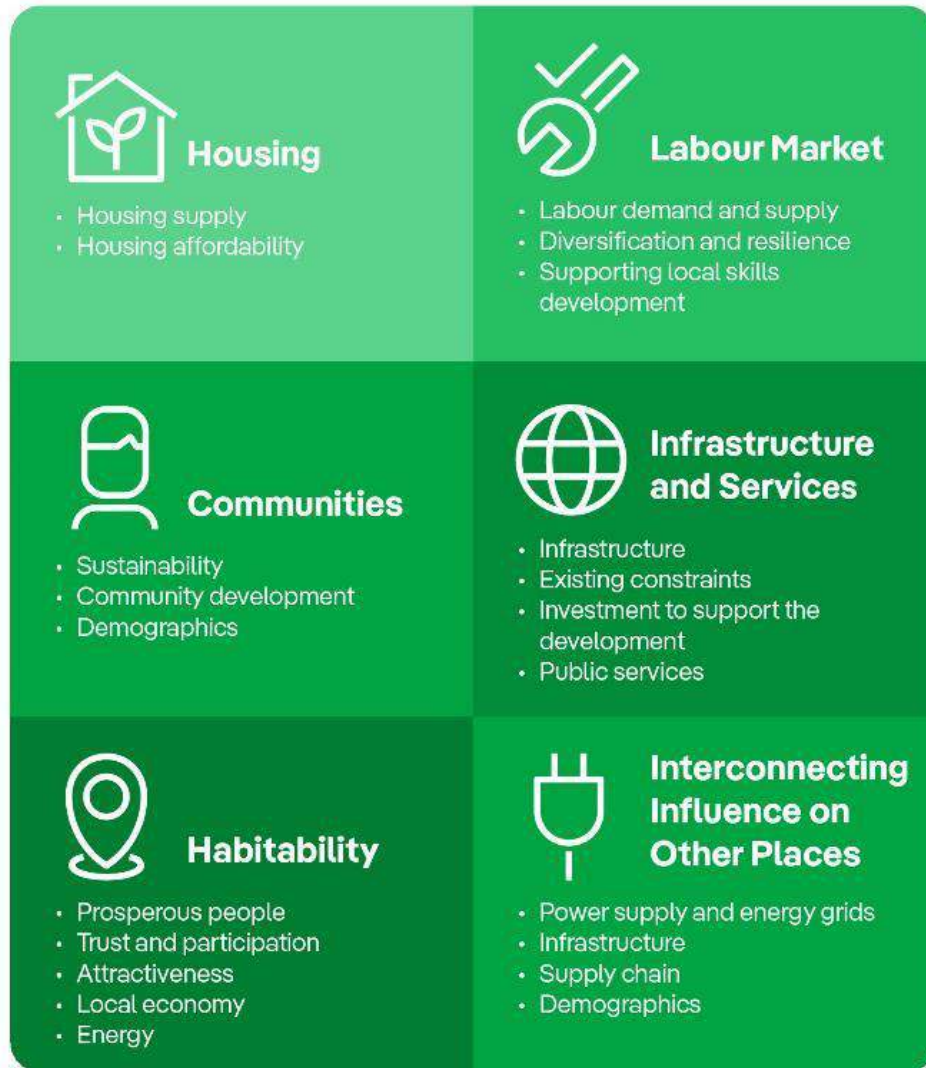 Housing
• Housing supply
• Housing affordability
Labour Market
• Labour demand and supply
• Diversification and resilience
• Supporting local skills
development
Communities
• Sustainability
• Community development
• Demographics
Infrastructure
and Services
• Infrastructure
• Existing constraints
• Investment to support the
development
• Public services
Habitability
• Prosperous people
• Trust and participation
• Attractiveness
• Local economy
• Energy
Interconnecting
Influence on
Other Places
• Power supply and energy grids
• Infrastructure
• Supply chain
• Demographics